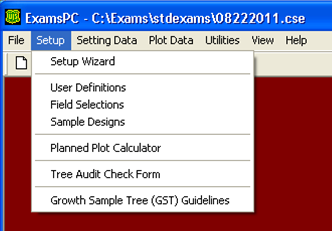 ExamsPC - C:\Exams\stdexams\08222011.cse
File Setup Setting Data Plot Data Utilities View Help
Setup Wizard
User Definitions
Field Selections
Sample Designs
Planned Plot Calculator
Tree Audit Check Form
Growth Sample Tree (GST) Guidelines